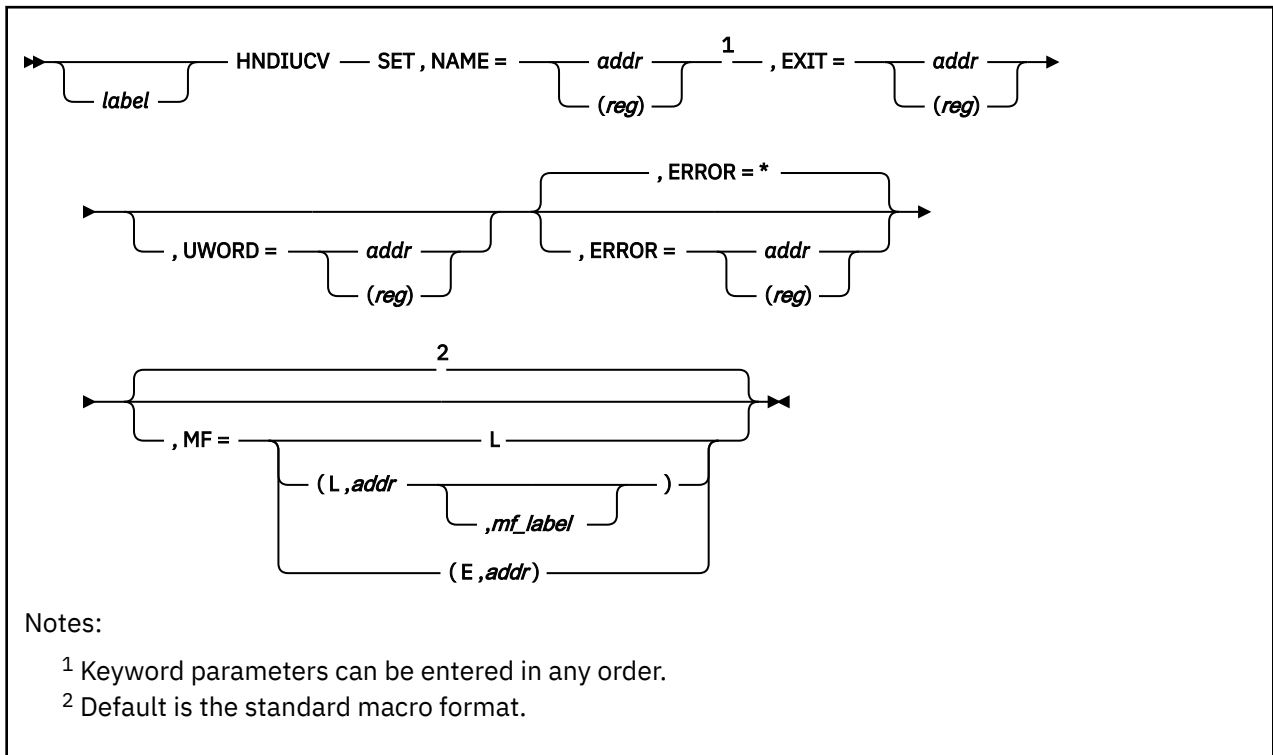 1
HNDIUCV SET , NAME = addr , EXIT = addr
label (reg) (reg)
, ERROR = *
, UWORD = addr , ERROR = addr
(reg) (reg)
2
, MF = L
( L ,addr )
,mf_label
( E ,addr)
Notes:
1 Keyword parameters can be entered in any order.
2 Default is the standard macro format.